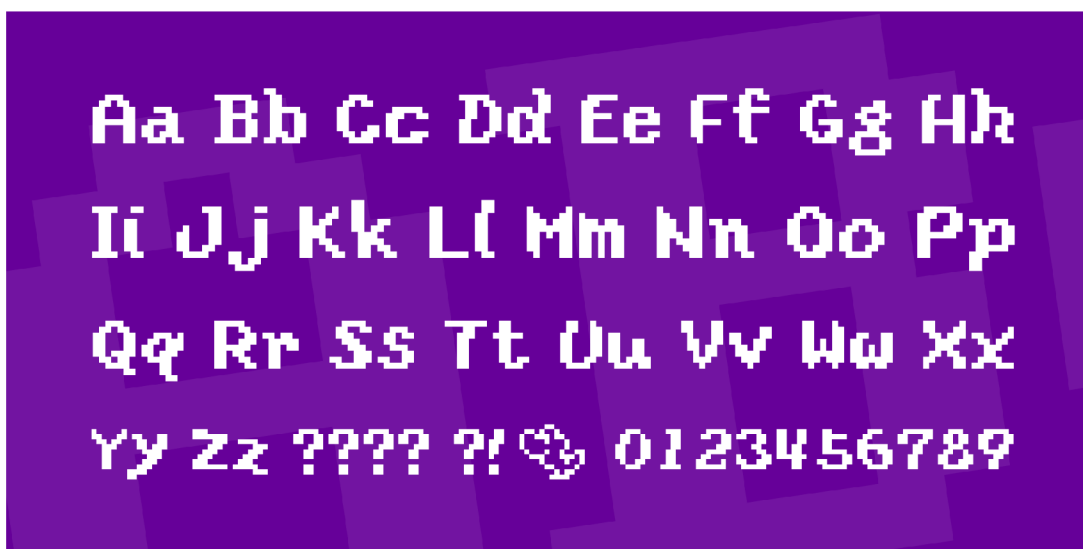 Aa Bb Cc Dd Ee Ff Gg Hh
Ii Jj Kk Ll Mm Nn Oo Pp
Qq Rr Ss Tt Uu Vv Ww Xx
Yy Zz ???? ?! 0123456789